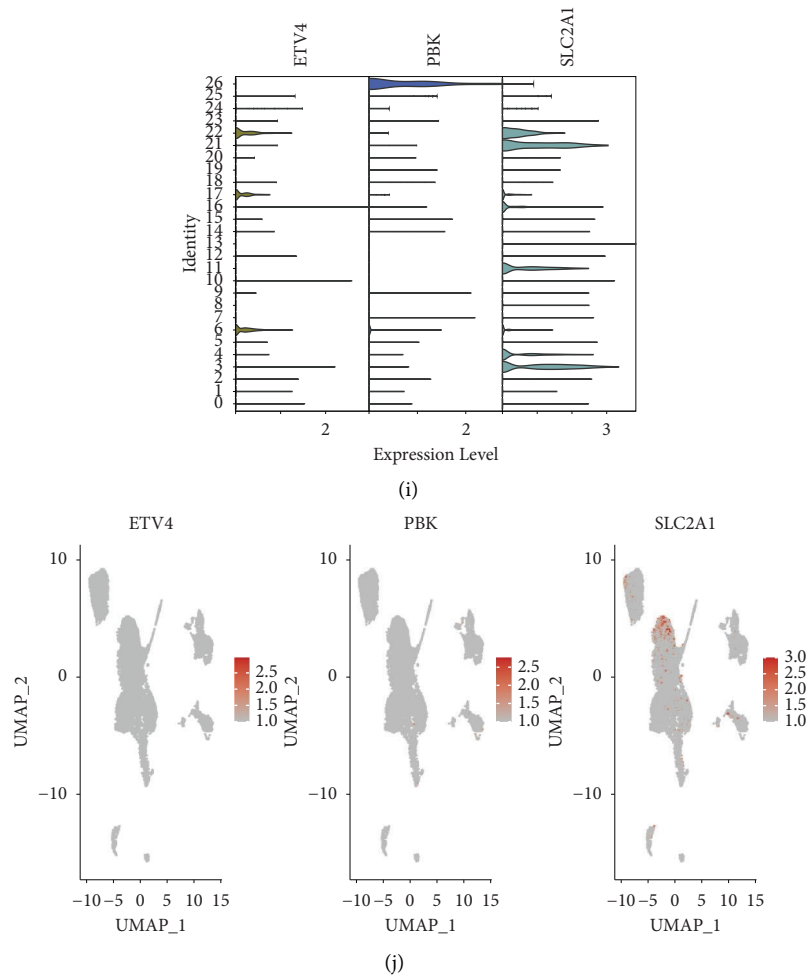 ETV4 PBK SLC2A1
Identity
26
25
24
23
22
21
20
19
18
17
16
15
14
13
12
11
10
9
8
7
6
5
4
3
2
1
0
2 2 3
Expression Level
(i)
ETV4 PBK SLC2A1
UMAP_2
10
0
−10
2.5
2.0
1.5
1.0
−10 −5 0 5 10 15
UMAP_1
UMAP_2
2.5
2.0
1.5
1.0
−10 −5 0 5 10 15
UMAP_1
UMAP_2
10
0
−10
3.0
2.5
2.0
1.5
1.0
−10 −5 0 5 10 15
UMAP_1
(j)